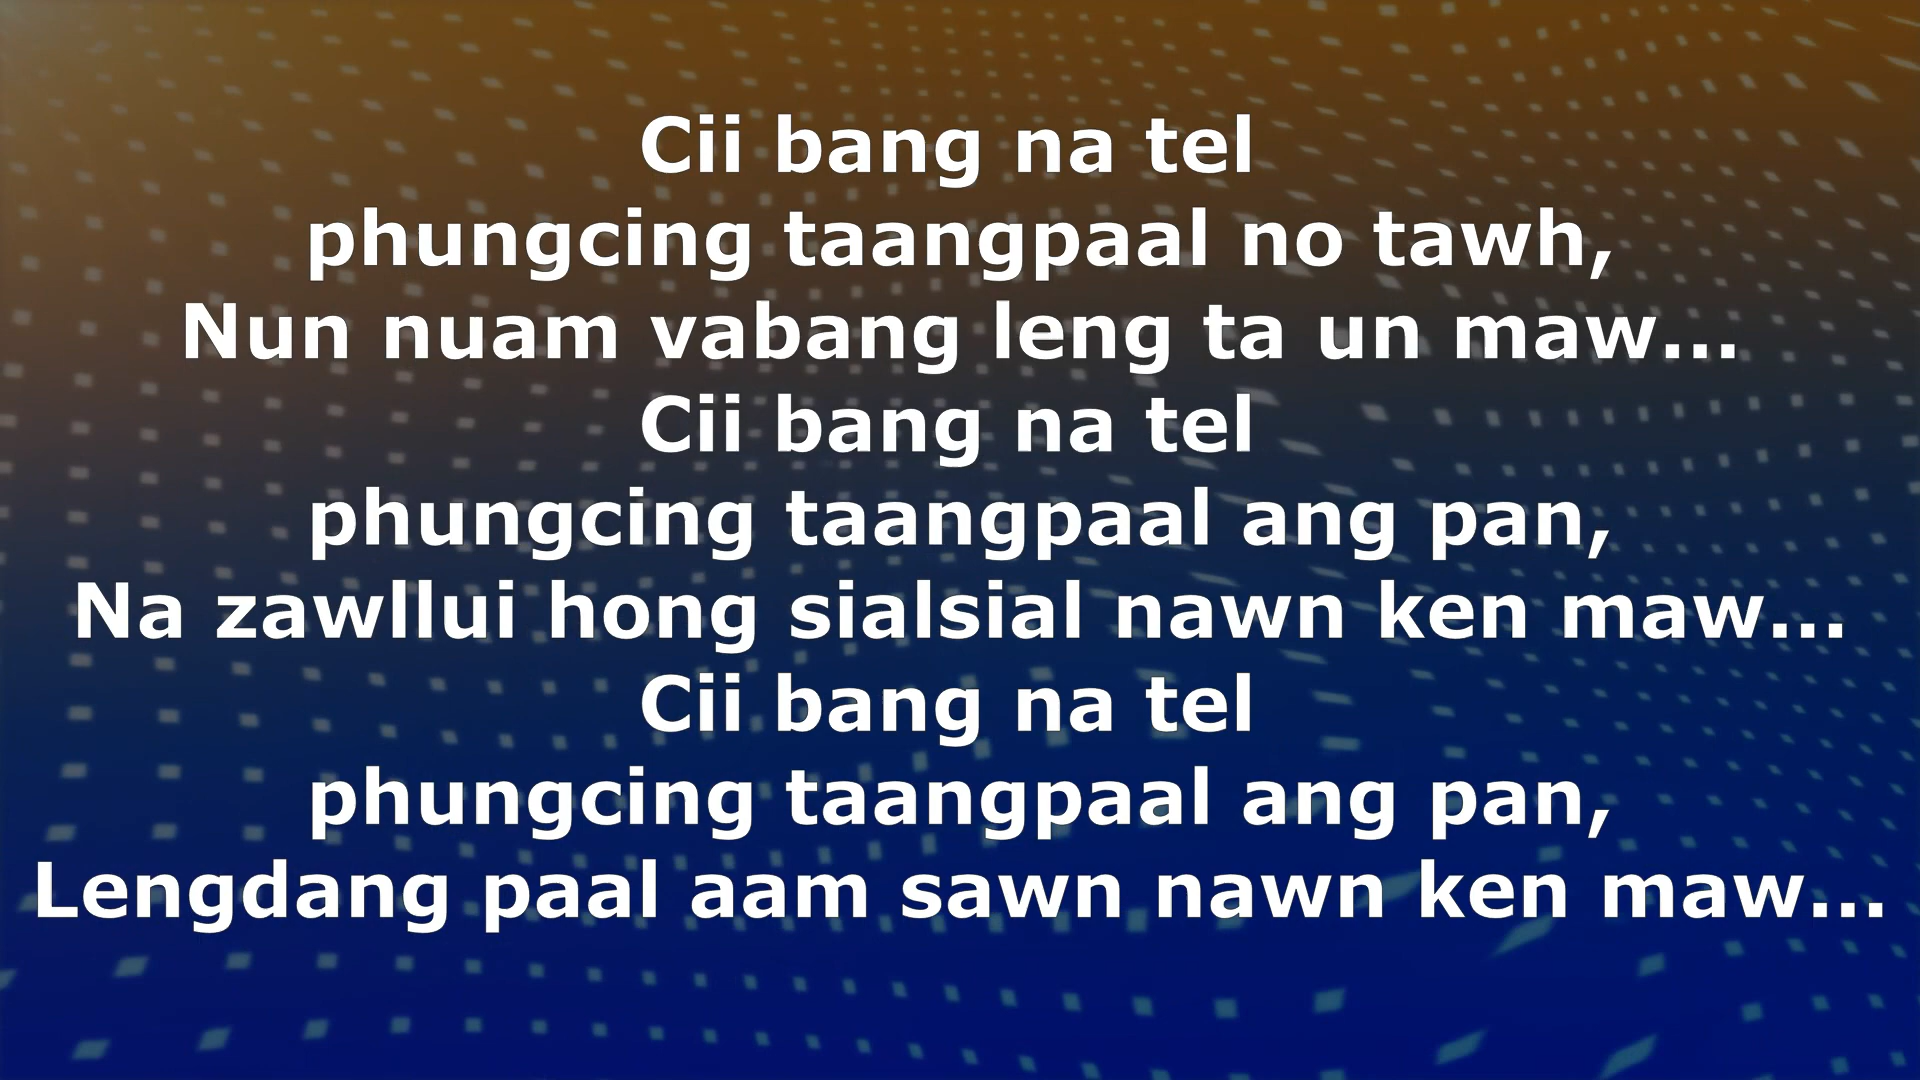 Cii bang na tel
phungcing taangpaal no tawh,
Nun nuam vabang leng ta un maw...
Cii bang na tel
phungcing taangpaal ang pan,
Na zawllui hong sialsial nawn ken maw...
Cii bang na tel
phungcing taangpaal ang pan,
Lengdang paal aam sawn nawn ken maw...